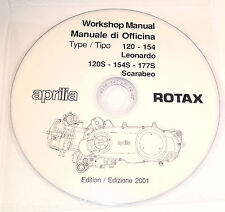 Workshop Manual
Manuale di Officina
Type / Tipo 120 - 154
Leonardo
120S - 154S - 177S
Scarabeo
aprilia ROTAX
Edition / Edizione 2001